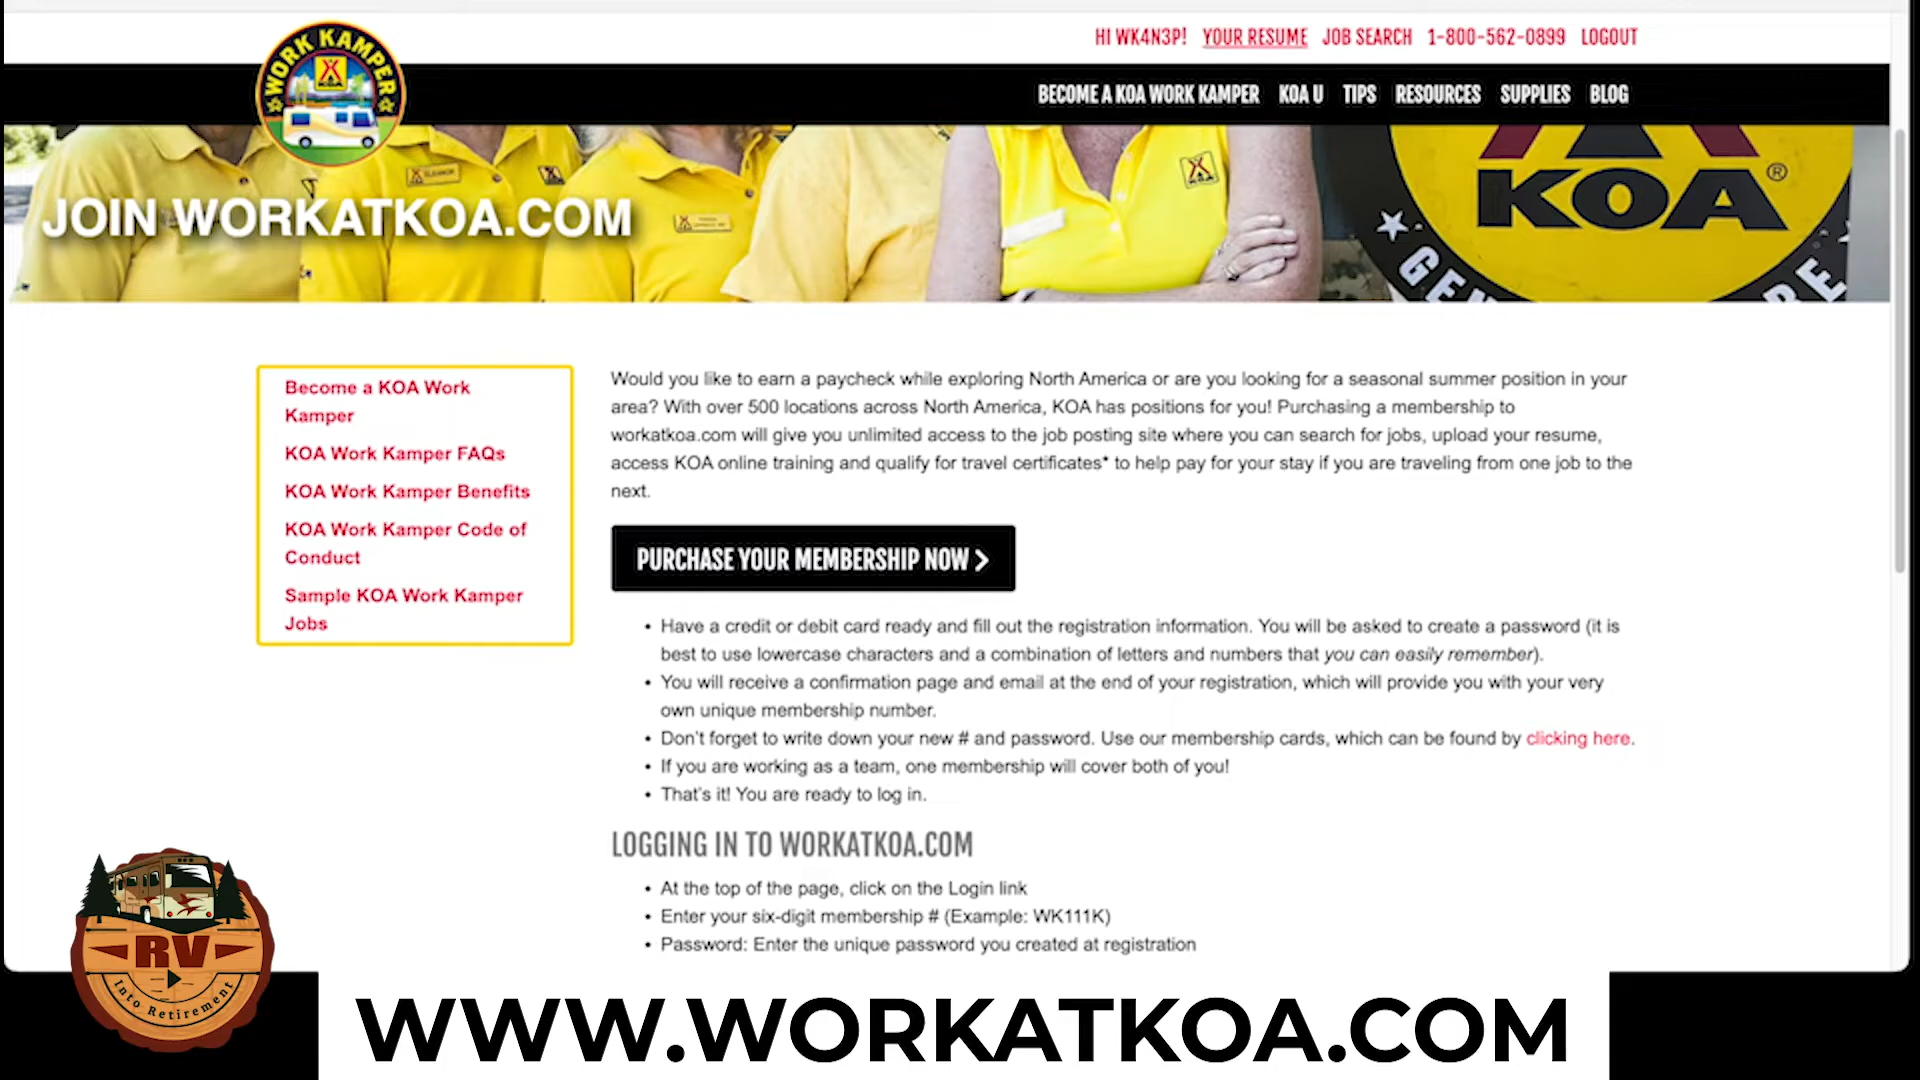 HI WK4N3P! YOUR RESUME JOB SEARCH 1-800-562-0899 LOGOUT
WORK KAMPER
KOA
BECOME A KOA WORK KAMPER KOA U TIPS RESOURCES SUPPLIES BLOG
JOIN WORKATKOA.COM
ELEANOR
KOA®
Become a KOA Work
Kamper
KOA Work Kamper FAQs
KOA Work Kamper Benefits
KOA Work Kamper Code of
Conduct
Sample KOA Work Kamper
Jobs
Would you like to earn a paycheck while exploring North America or are you looking for a seasonal summer position in your
area? With over 500 locations across North America, KOA has positions for you! Purchasing a membership to
workatkoa.com will give you unlimited access to the job posting site where you can search for jobs, upload your resume,
access KOA online training and qualify for travel certificates* to help pay for your stay if you are traveling from one job to the
next.
PURCHASE YOUR MEMBERSHIP NOW >
• Have a credit or debit card ready and fill out the registration information. You will be asked to create a password (it is
best to use lowercase characters and a combination of letters and numbers that you can easily remember).
• You will receive a confirmation page and email at the end of your registration, which will provide you with your very
own unique membership number.
• Don't forget to write down your new # and password. Use our membership cards, which can be found by clicking here.
• If you are working as a team, one membership will cover both of you!
• That's it! You are ready to log in.
LOGGING IN TO WORKATKOA.COM
• At the top of the page, click on the Login link
• Enter your six-digit membership # (Example: WK111K)
• Password: Enter the unique password you created at registration
RV
Into Retirement
WWW.WORKATKOA.COM